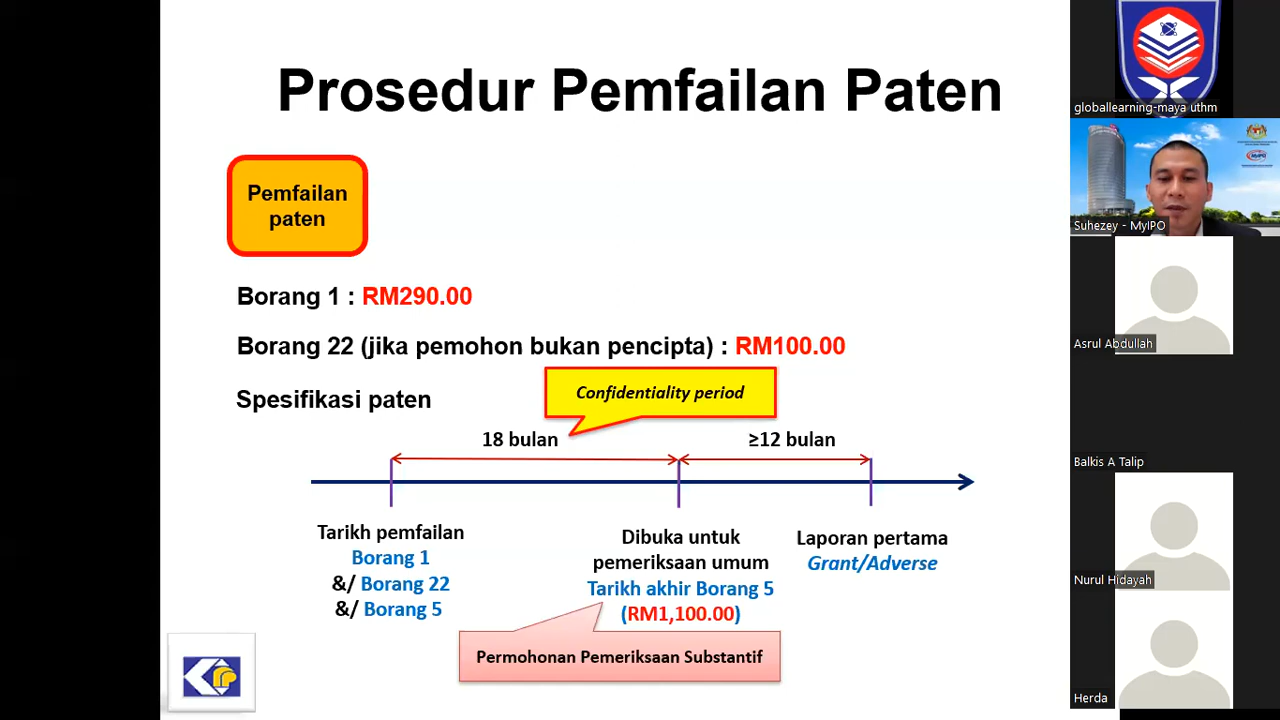 Prosedur Pemfailan Paten
Pemfailan
paten
Borang 1 : RM290.00
Borang 22 (jika pemohon bukan pencipta) : RM100.00
Spesifikasi paten
Confidentiality period
18 bulan
≥12 bulan
Tarikh pemfailan
Borang 1
&/ Borang 22
&/ Borang 5
Dibuka untuk
pemeriksaan umum
Tarikh akhir Borang 5
(RM1,100.00)
Laporan pertama
Grant/Adverse
Permohonan Pemeriksaan Substantif
globallearning-maya uthm
MyIPO
Suhezey - MyIPO
Asrul Abdullah
Balkis A Talip
Nurul Hidayah
Herda